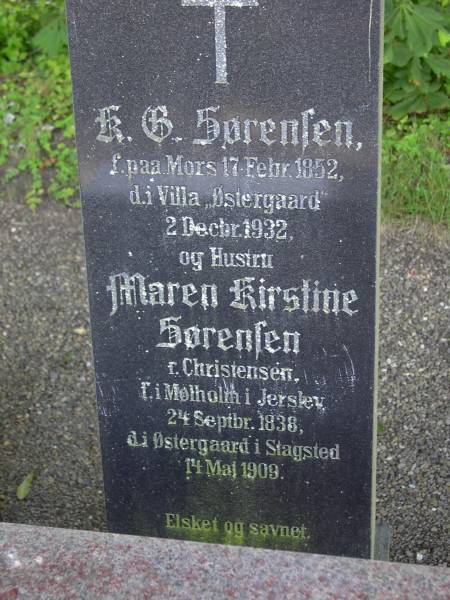 K. G. Sørensen,
f. paa Mors 17. Febr. 1852,
d. i Villa „Østergaard"
2 Decbr. 1932,
og Hustru
Maren Kirstine
Sørensen
f. Christensen,
f. i Mølholm i Jerslev
24 Septbr. 1838,
d. i Østergaard i Stagsted
14 Maj 1909.
Elsket og savnet.